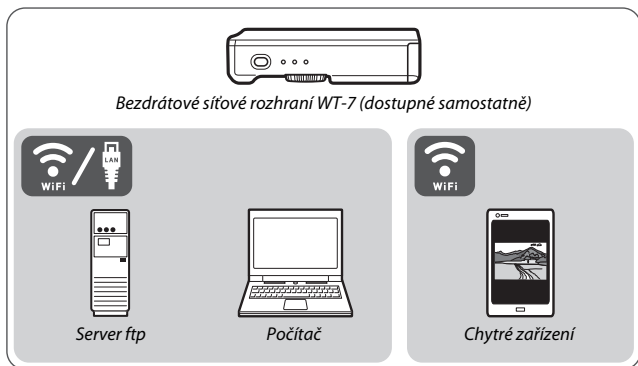 Bezdrátové síťové rozhraní WT-7 (dostupné samostatně)
WiFi
LAN
WiFi
Server ftp
Počítač
Chytré zařízení